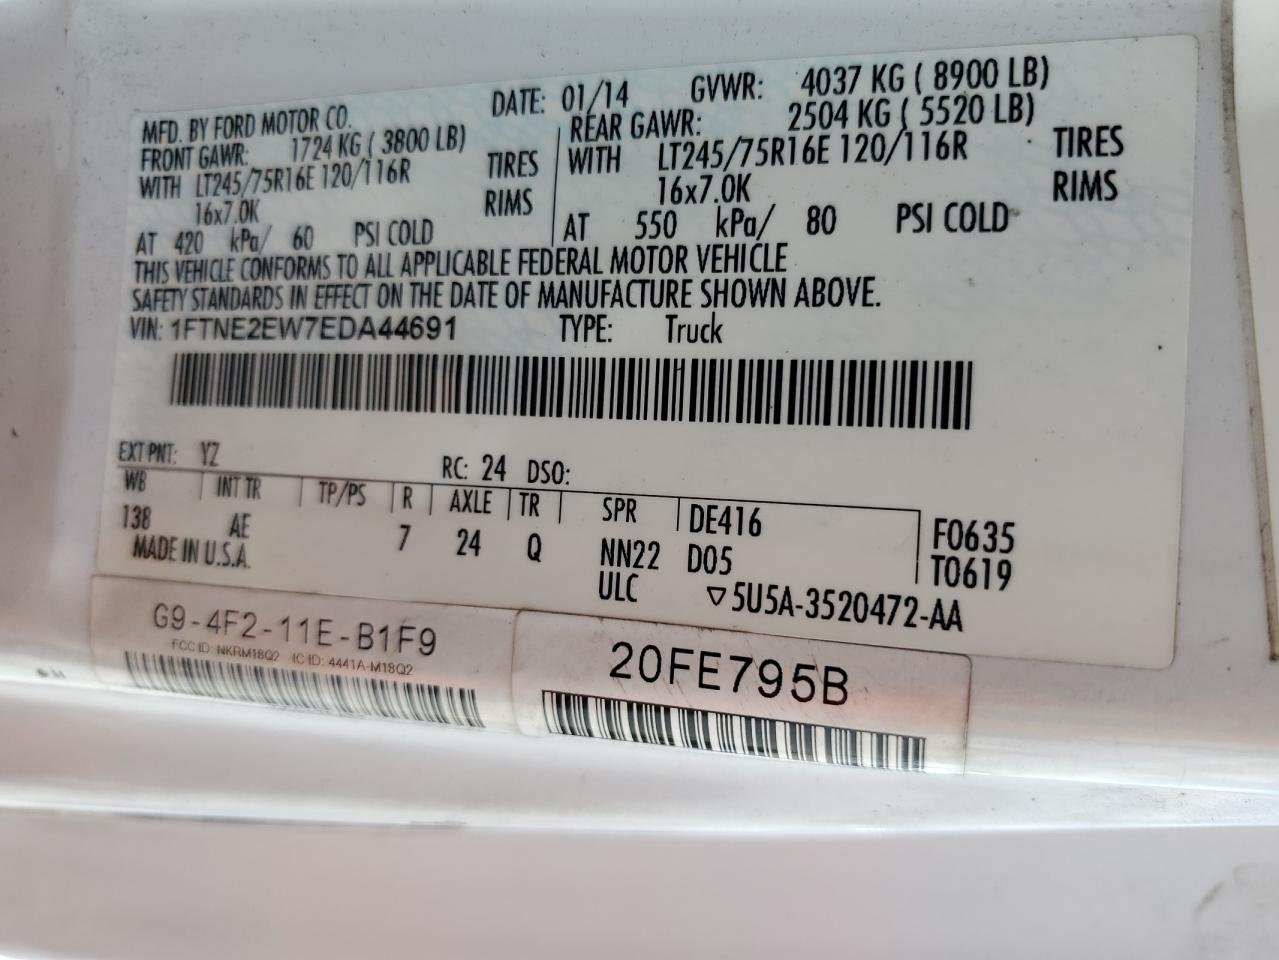 MFD. BY FORD MOTOR CO.
DATE: 01/14 GVWR: 4037 KG ( 8900 LB)
FRONT GAWR: 1724 KG ( 3800 LB)
WITH LT245/75R16E 120/116R TIRES
16x7.0K RIMS
AT 420 kPa/ 60 PSI COLD
REAR GAWR: 2504 KG ( 5520 LB)
WITH LT245/75R16E 120/116R TIRES
16x7.0K RIMS
AT 550 kPa/ 80 PSI COLD
THIS VEHICLE CONFORMS TO ALL APPLICABLE FEDERAL MOTOR VEHICLE
SAFETY STANDARDS IN EFFECT ON THE DATE OF MANUFACTURE SHOWN ABOVE.
VIN: 1FTNE2EW7EDA44691 TYPE: Truck
EXT PNT: YZ RC: 24 DSO:
WB INT TR TP/PS R AXLE TR SPR DE416 F0635
138 AE 7 24 Q NN22 D05 T0619
MADE IN U.S.A. ULC ▽5U5A-3520472-AA
G9-4F2-11E-B1F9
FCC ID: NKRM18Q2 IC ID: 4441A-M18Q2
20FE795B